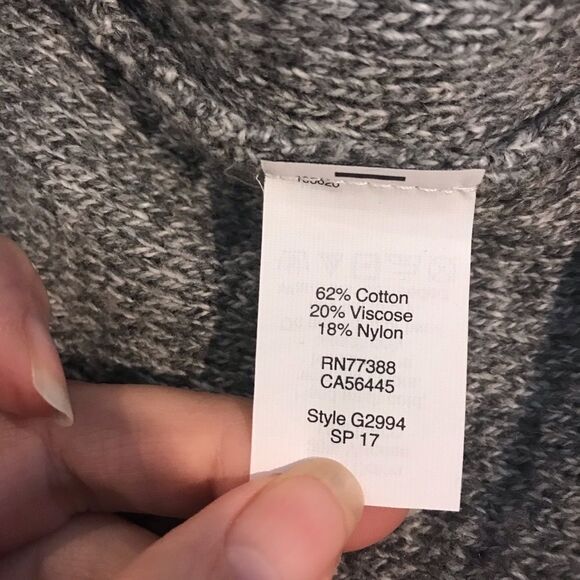 62% Cotton
20% Viscose
18% Nylon
RN77388
CA56445
Style G2994
SP 17